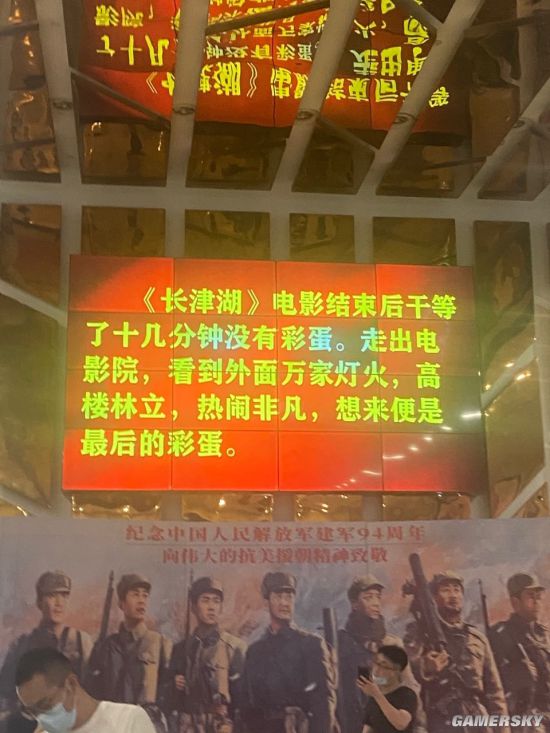 《长津湖》电影结束后干等
了十几分钟没有彩蛋。走出电
影院，看到外面万家灯火，高
楼林立，热闹非凡，想来便是
最后的彩蛋。
纪念中国人民解放军建军94周年
向伟大的抗美援朝精神致敬
GAMERSKY